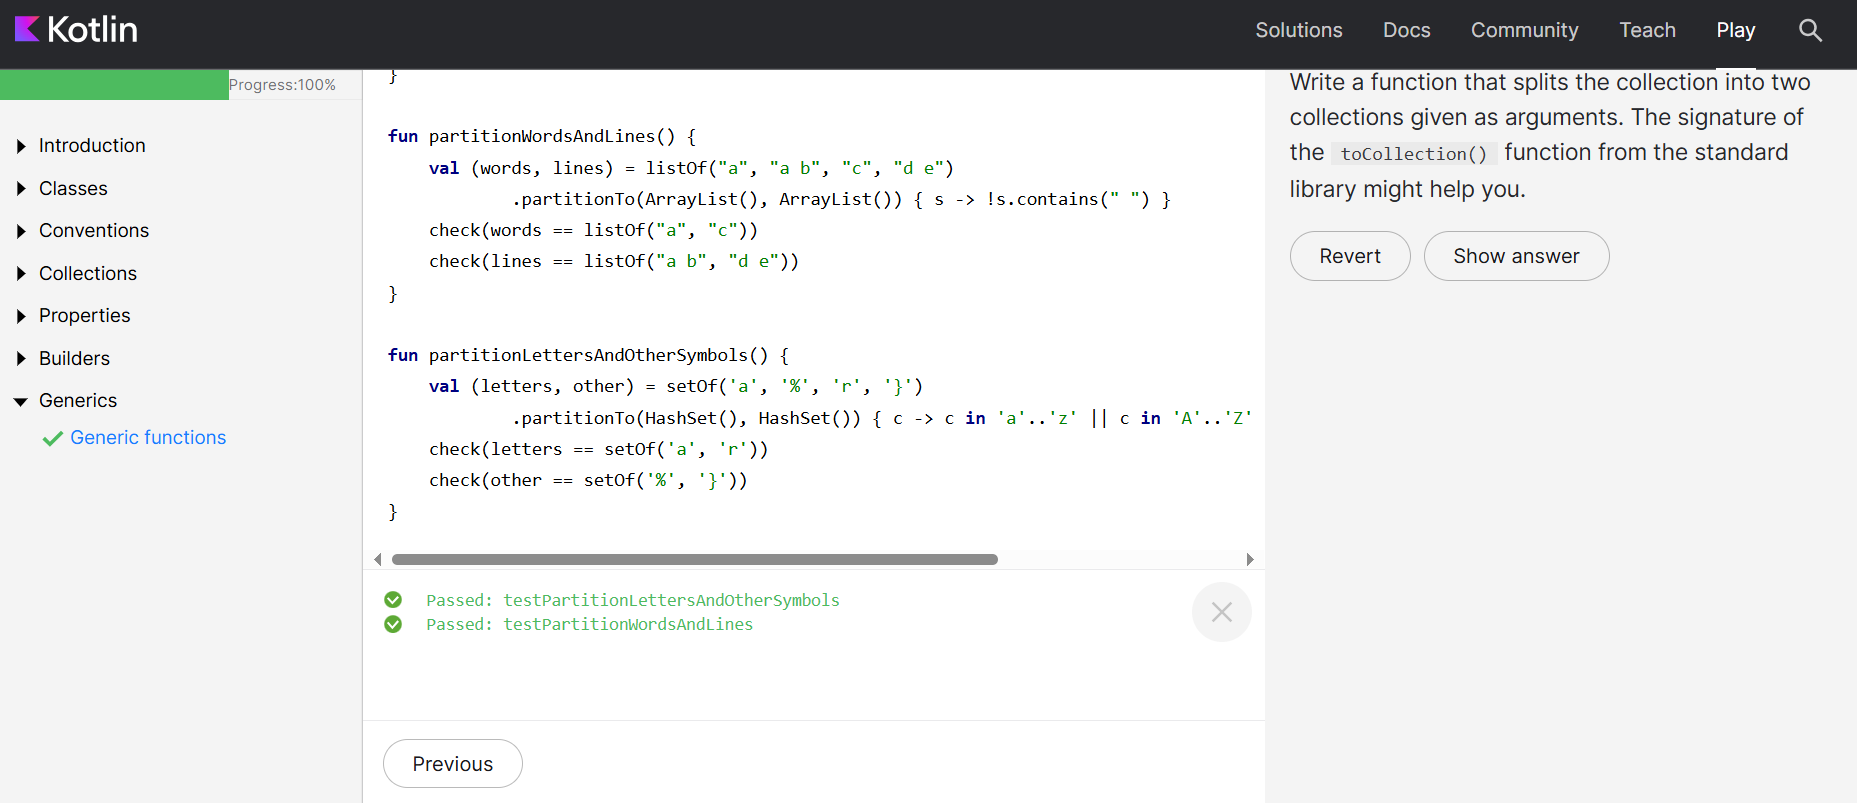 Kotlin
Solutions Docs Community Teach Play
Progress:100%
Introduction
Classes
Conventions
Collections
Properties
Builders
Generics
Generic functions
}
fun partitionWordsAndLines() {
    val (words, lines) = listOf("a", "a b", "c", "d e")
            .partitionTo(ArrayList(), ArrayList()) { s -> !s.contains(" ") }
    check(words == listOf("a", "c"))
    check(lines == listOf("a b", "d e"))
}
fun partitionLettersAndOtherSymbols() {
    val (letters, other) = setOf('a', '%', 'r', '}')
            .partitionTo(HashSet(), HashSet()) { c -> c in 'a'..'z' || c in 'A'..'Z'
    check(letters == setOf('a', 'r'))
    check(other == setOf('%', '}'))
}
Passed: testPartitionLettersAndOtherSymbols
Passed: testPartitionWordsAndLines
Previous
Write a function that splits the collection into two
collections given as arguments. The signature of
the toCollection() function from the standard
library might help you.
Revert Show answer